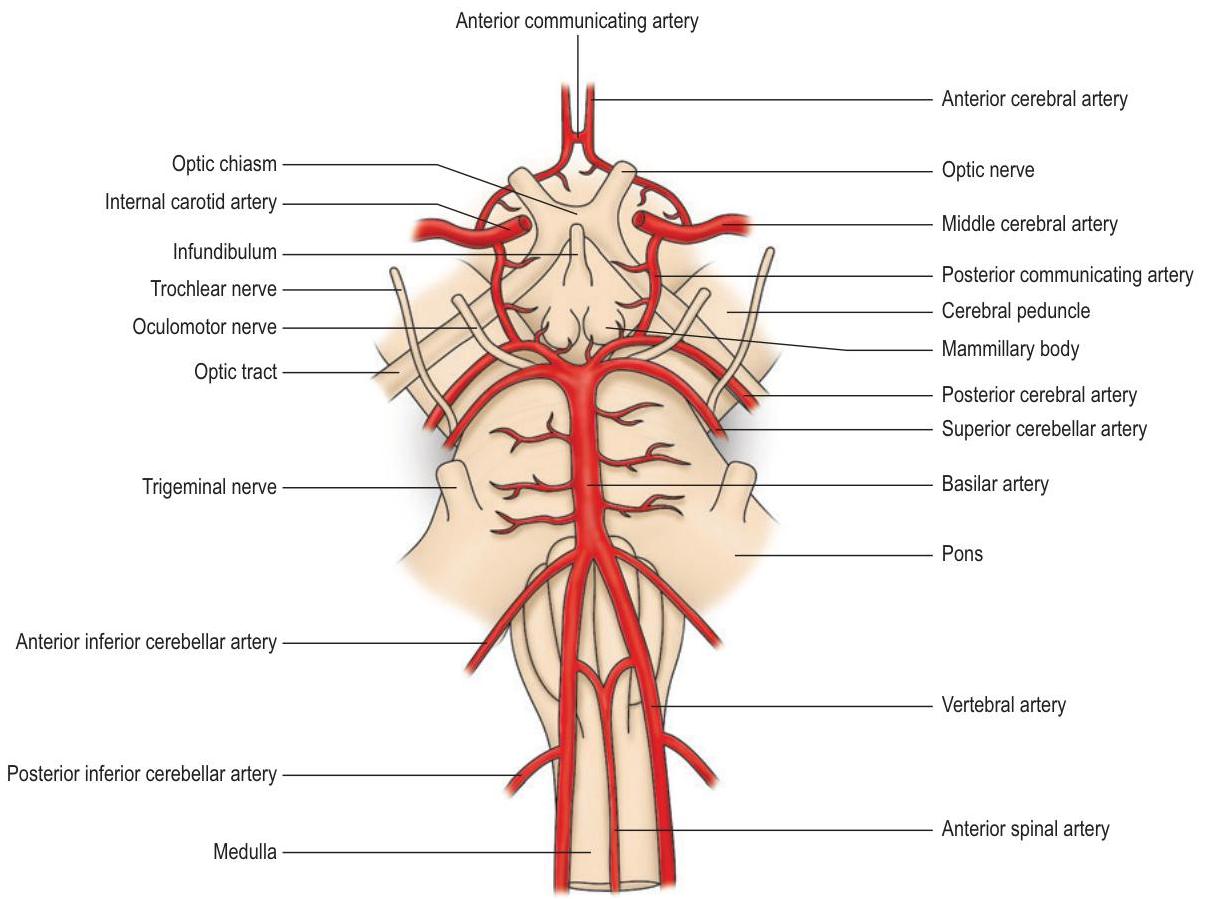 Anterior communicating artery
Anterior cerebral artery
Optic chiasm
Optic nerve
Internal carotid artery
Middle cerebral artery
Infundibulum
Posterior communicating artery
Trochlear nerve
Cerebral peduncle
Oculomotor nerve
Mammillary body
Optic tract
Posterior cerebral artery
Superior cerebellar artery
Trigeminal nerve
Basilar artery
Pons
Anterior inferior cerebellar artery
Vertebral artery
Posterior inferior cerebellar artery
Anterior spinal artery
Medulla